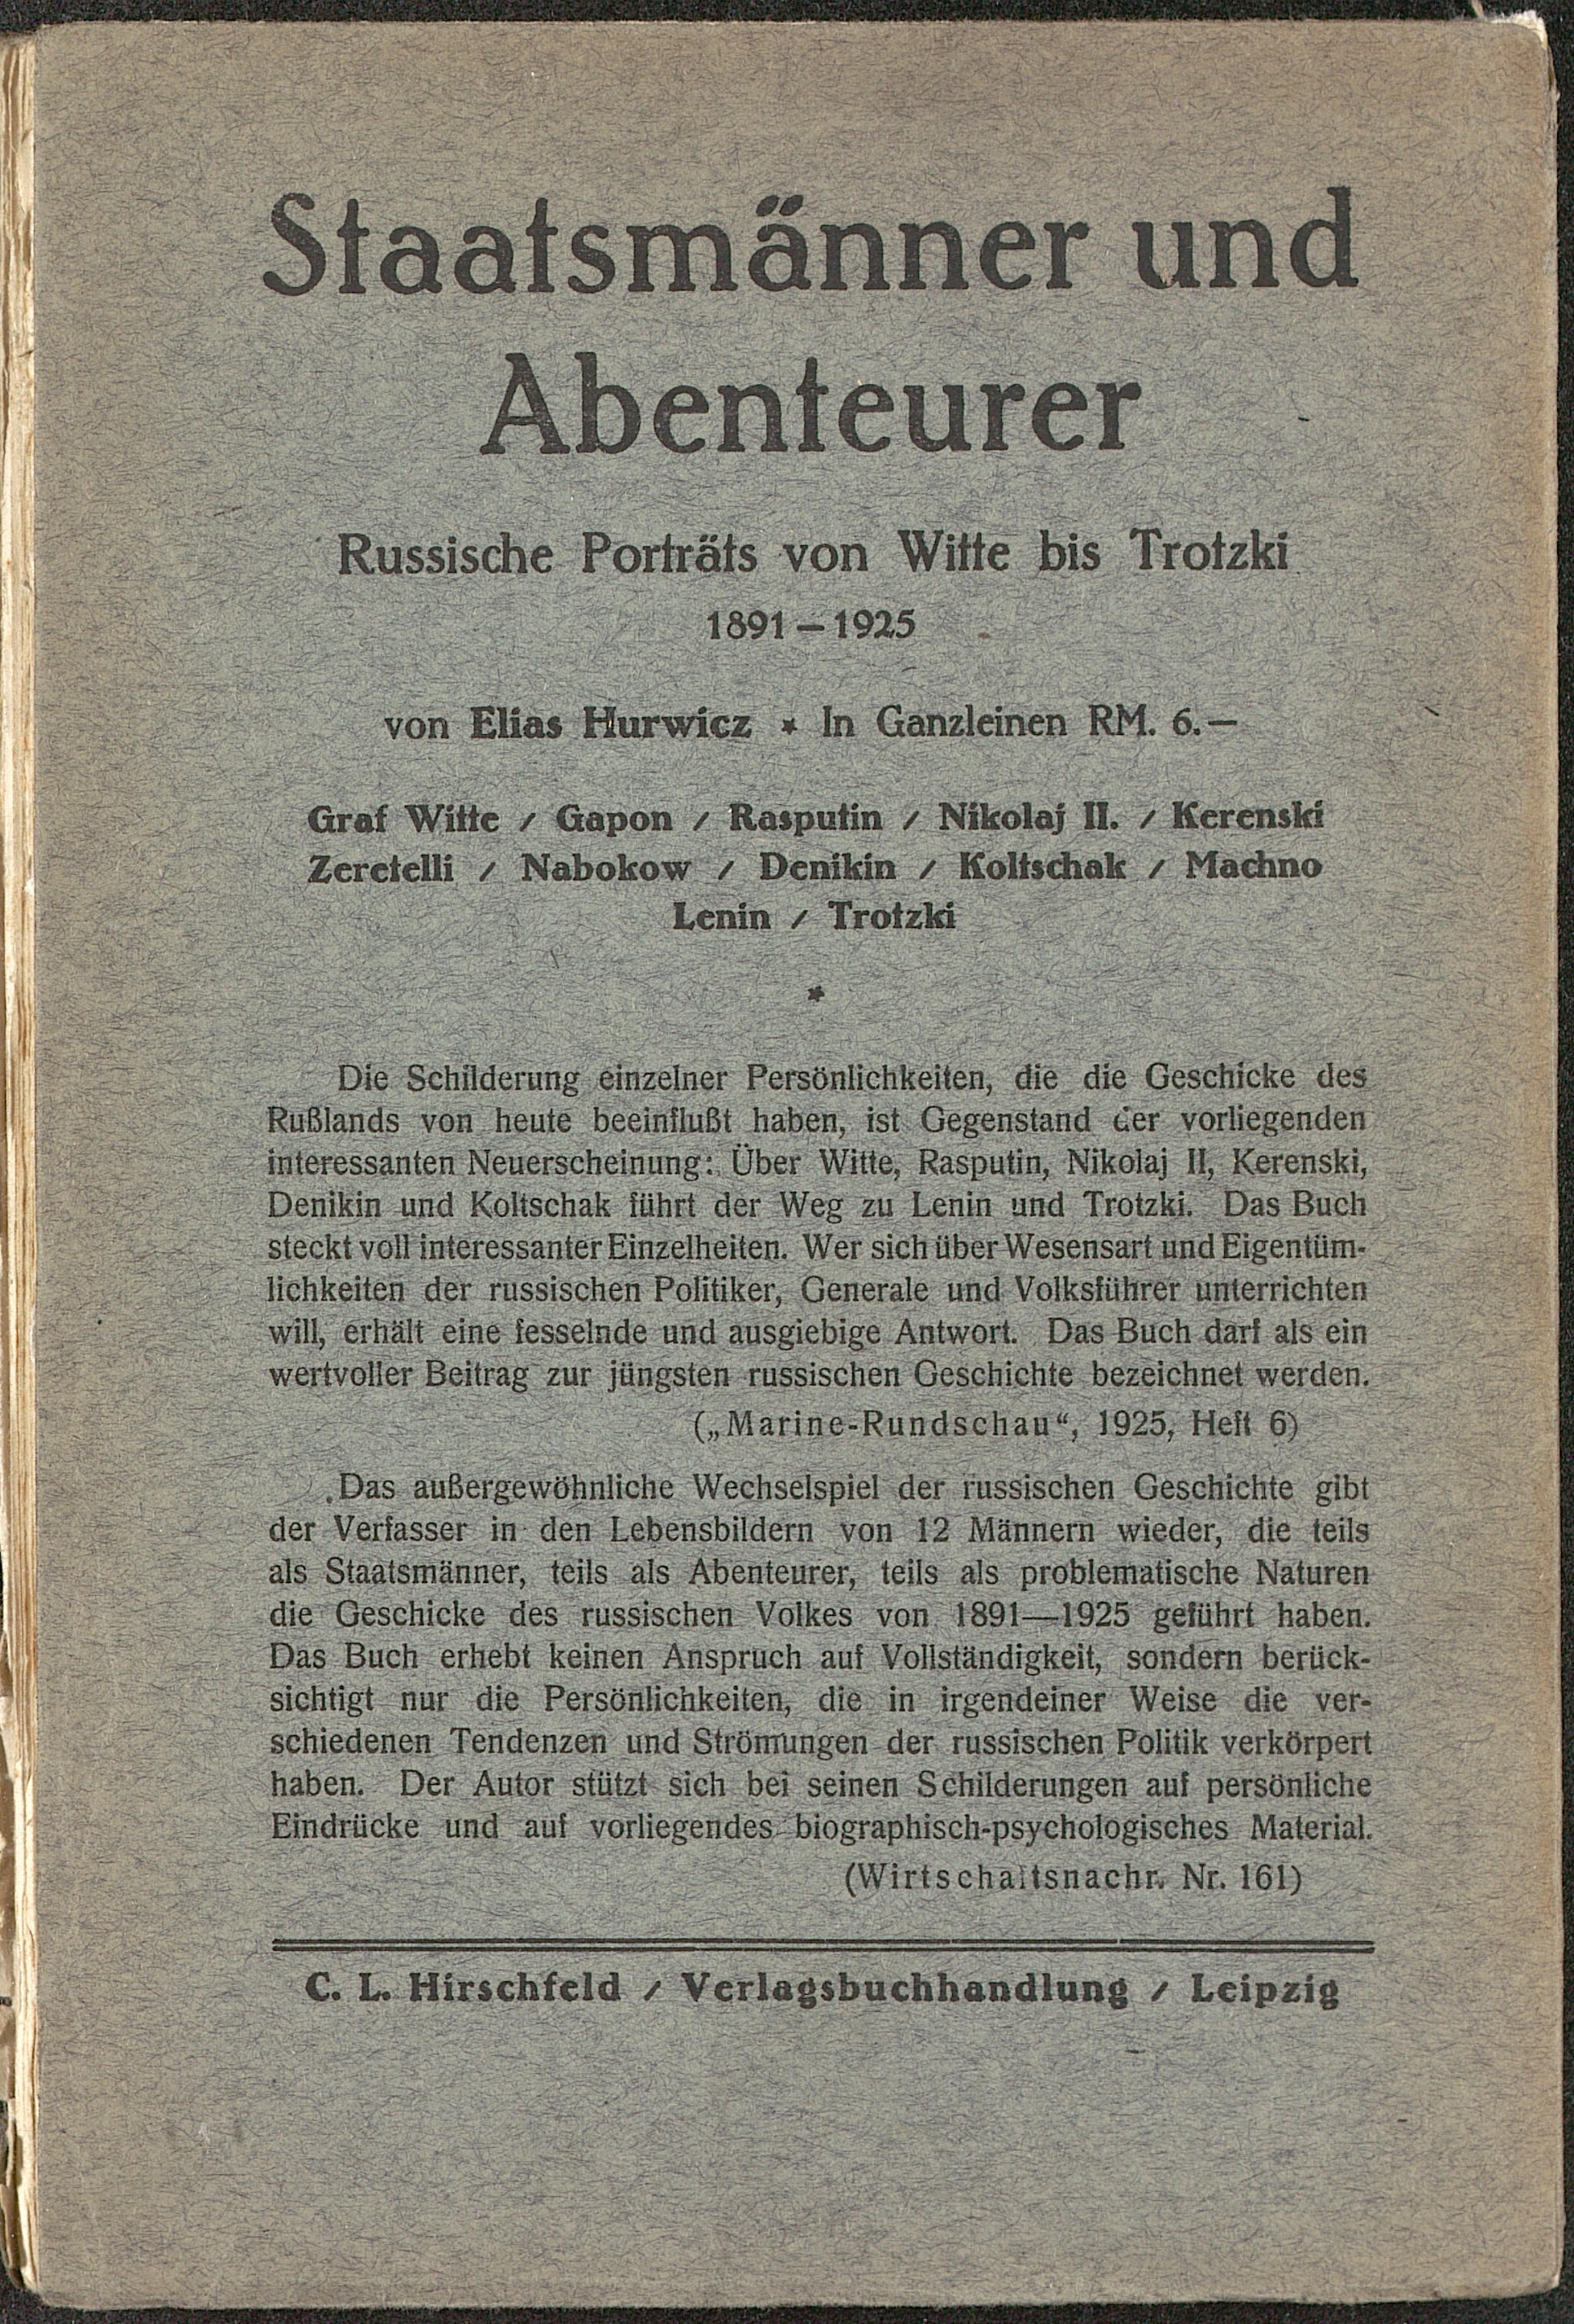 Staatsmänner und
Abenteurer
Russische Porträts von Witte bis Trotzki
1891 – 1925
von Elias Hurwicz * In Ganzleinen RM. 6.—
Graf Witte / Gapon / Rasputin / Nikolaj II. / Kerenski
Zeretelli / Nabokow / Denikin / Koltschak / Machno
Lenin / Trotzki
*
Die Schilderung einzelner Persönlichkeiten, die die Geschicke des
Rußlands von heute beeinflußt haben, ist Gegenstand der vorliegenden
interessanten Neuerscheinung: Über Witte, Rasputin, Nikolaj II, Kerenski,
Denikin und Koltschak führt der Weg zu Lenin und Trotzki. Das Buch
steckt voll interessanter Einzelheiten. Wer sich über Wesensart und Eigentüm-
lichkeiten der russischen Politiker, Generale und Volksführer unterrichten
will, erhält eine fesselnde und ausgiebige Antwort. Das Buch darf als ein
wertvoller Beitrag zur jüngsten russischen Geschichte bezeichnet werden.
(„Marine-Rundschau“, 1925, Heft 6)
Das außergewöhnliche Wechselspiel der russischen Geschichte gibt
der Verfasser in den Lebensbildern von 12 Männern wieder, die teils
als Staatsmänner, teils als Abenteurer, teils als problematische Naturen
die Geschicke des russischen Volkes von 1891—1925 geführt haben.
Das Buch erhebt keinen Anspruch auf Vollständigkeit, sondern berück-
sichtigt nur die Persönlichkeiten, die in irgendeiner Weise die ver-
schiedenen Tendenzen und Strömungen der russischen Politik verkörpert
haben. Der Autor stützt sich bei seinen Schilderungen auf persönliche
Eindrücke und auf vorliegendes biographisch-psychologisches Material.
(Wirtschaftsnachr. Nr. 161)
C. L. Hirschfeld / Verlagsbuchhandlung / Leipzig